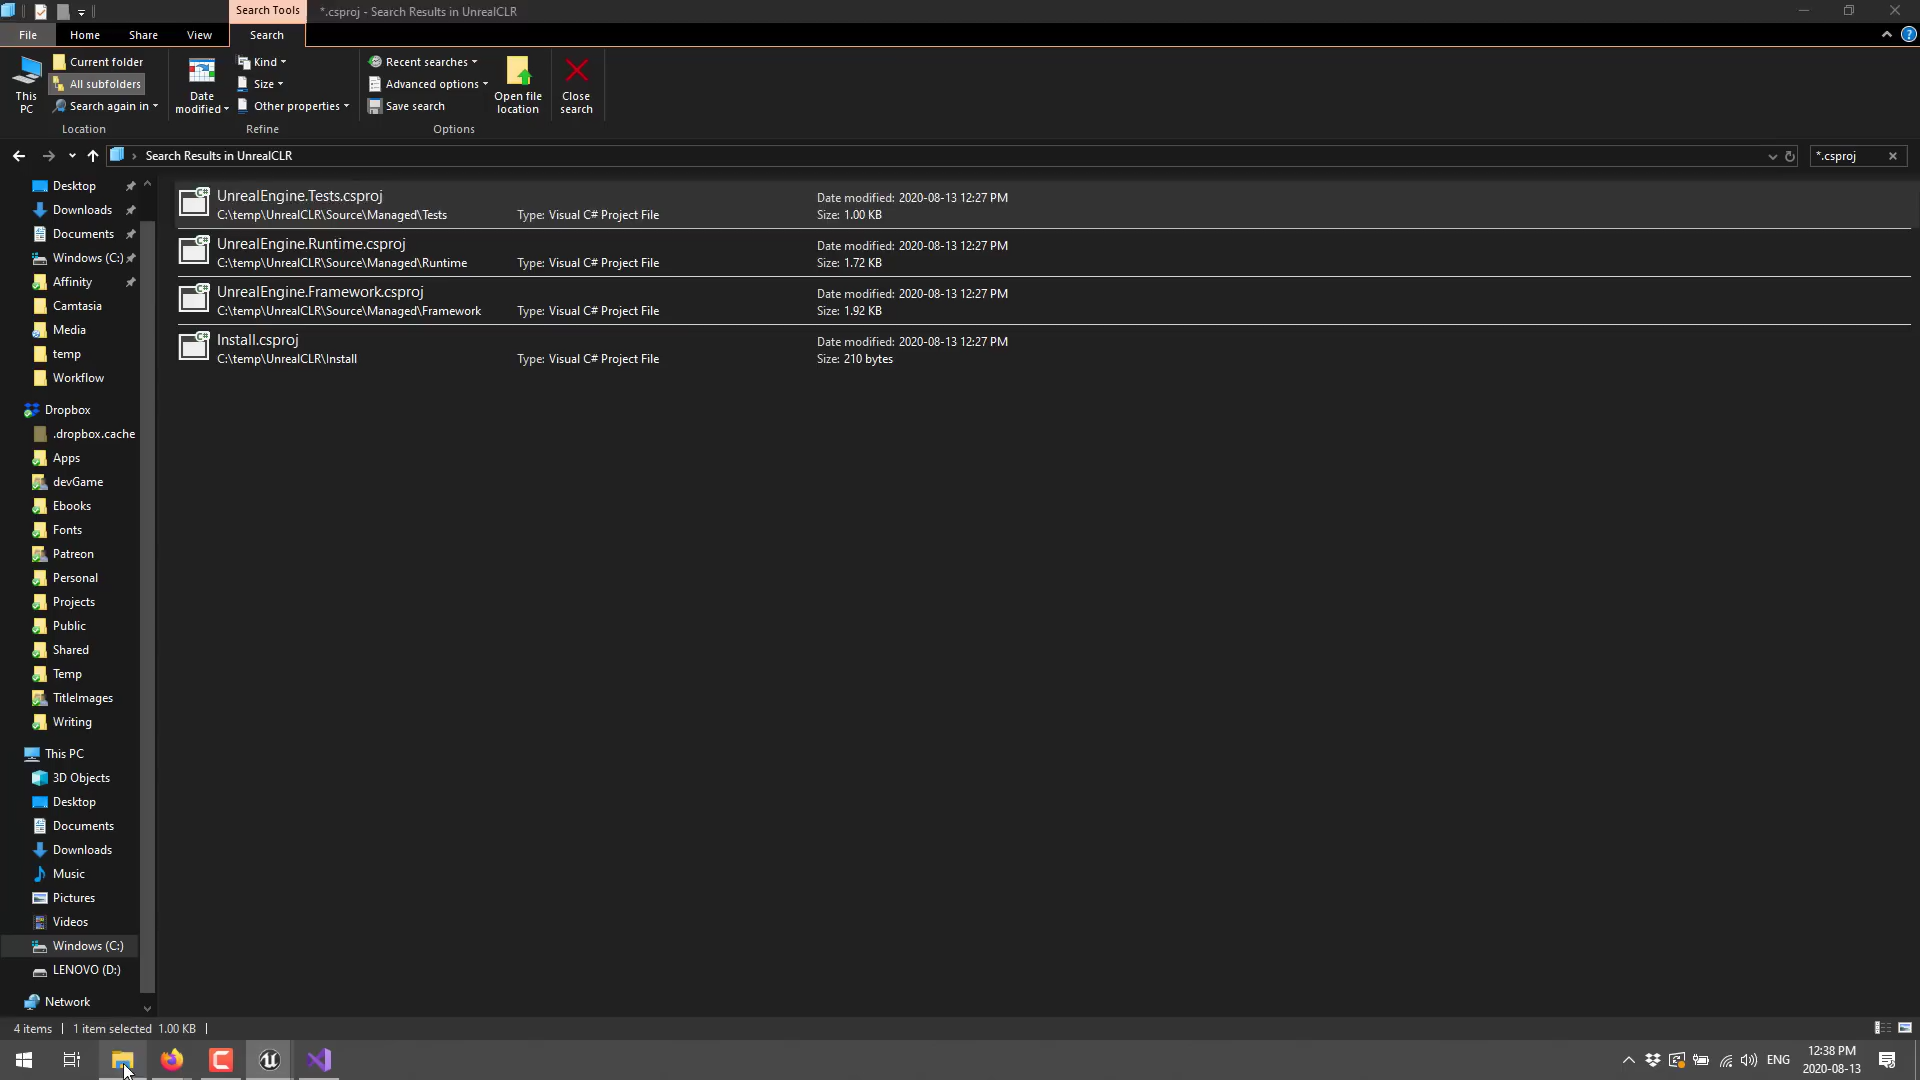 Search Tools
*.csproj - Search Results in UnrealCLR
File
Home
Share
View
Search
This PC
Current folder
All subfolders
Search again in
Location
Date modified
Kind
Size
Other properties
Refine
Recent searches
Advanced options
Save search
Options
Open file location
Close search
Search Results in UnrealCLR
*.csproj
Desktop
Downloads
Documents
Windows (C:)
Affinity
Camtasia
Media
temp
Workflow
Dropbox
.dropbox.cache
Apps
devGame
Ebooks
Fonts
Patreon
Personal
Projects
Public
Shared
Temp
TitleImages
Writing
This PC
3D Objects
Desktop
Documents
Downloads
Music
Pictures
Videos
Windows (C:)
LENOVO (D:)
Network
UnrealEngine.Tests.csproj
Date modified: 2020-08-13 12:27 PM
C:\temp\UnrealCLR\Source\Managed\Tests
Type: Visual C# Project File
Size: 1.00 KB
UnrealEngine.Runtime.csproj
Date modified: 2020-08-13 12:27 PM
C:\temp\UnrealCLR\Source\Managed\Runtime
Type: Visual C# Project File
Size: 1.72 KB
UnrealEngine.Framework.csproj
Date modified: 2020-08-13 12:27 PM
C:\temp\UnrealCLR\Source\Managed\Framework
Type: Visual C# Project File
Size: 1.92 KB
Install.csproj
Date modified: 2020-08-13 12:27 PM
C:\temp\UnrealCLR\Install
Type: Visual C# Project File
Size: 210 bytes
4 items
1 item selected 1.00 KB
ENG
12:38 PM
2020-08-13